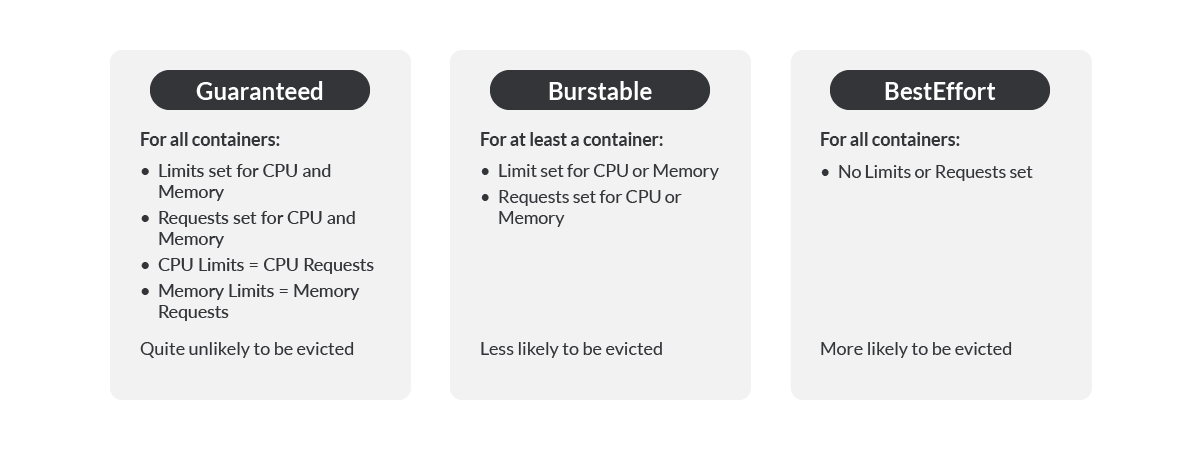 Guaranteed
For all containers:
• Limits set for CPU and
Memory
• Requests set for CPU and
Memory
• CPU Limits = CPU Requests
• Memory Limits = Memory
Requests
Quite unlikely to be evicted
Burstable
For at least a container:
• Limit set for CPU or Memory
• Requests set for CPU or
Memory
Less likely to be evicted
BestEffort
For all containers:
• No Limits or Requests set
More likely to be evicted